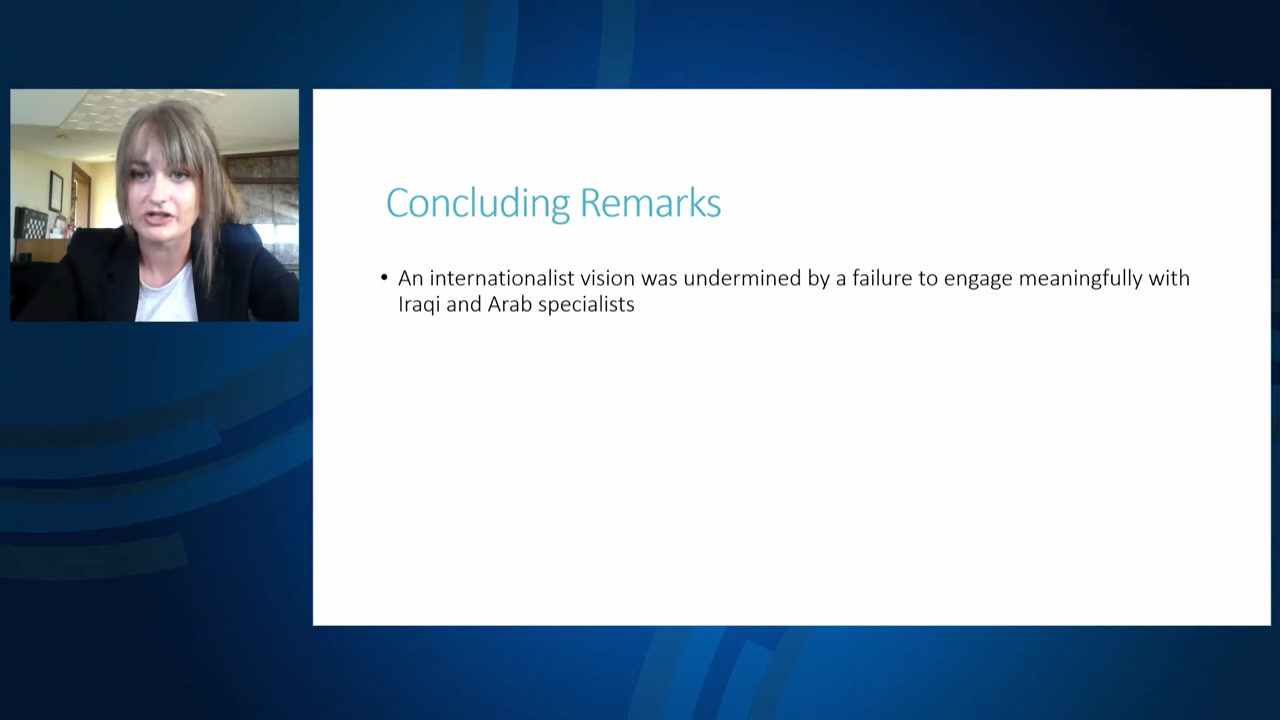 Concluding Remarks
• An internationalist vision was undermined by a failure to engage meaningfully with
Iraqi and Arab specialists